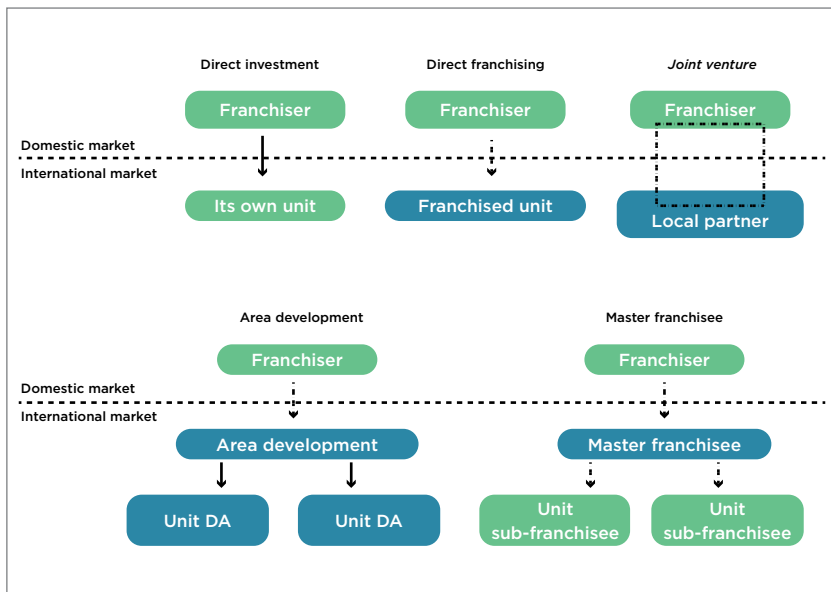 Direct investment
Direct franchising
Joint venture
Franchiser
Franchiser
Franchiser
Domestic market
International market
Its own unit
Franchised unit
Local partner
Area development
Master franchisee
Franchiser
Franchiser
Domestic market
International market
Area development
Master franchisee
Unit DA
Unit DA
Unit
sub-franchisee
Unit
sub-franchisee